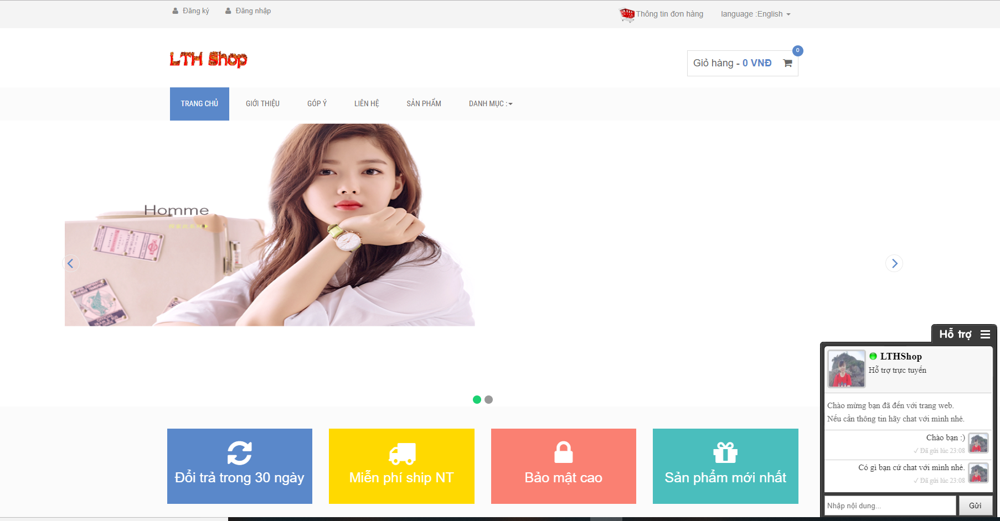 Đăng ký
Đăng nhập
Thông tin đơn hàng
language :English
LTH Shop
Giỏ hàng - 0 VNĐ
0
TRANG CHỦ
GIỚI THIỆU
GÓP Ý
LIÊN HỆ
SẢN PHẨM
DANH MỤC :
Homme
Hỗ trợ
LTHShop
Hỗ trợ trực tuyến
Chào mừng bạn đã đến với trang web.
Nếu cần thông tin hãy chat với mình nhé.
Chào bạn :)
✓ Đã gửi lúc 23:08
Có gì bạn cứ chat với mình nhé.
✓ Đã gửi lúc 23:08
Nhập nội dung...
Gửi
Đổi trả trong 30 ngày
Miễn phí ship NT
Bảo mật cao
Sản phẩm mới nhất